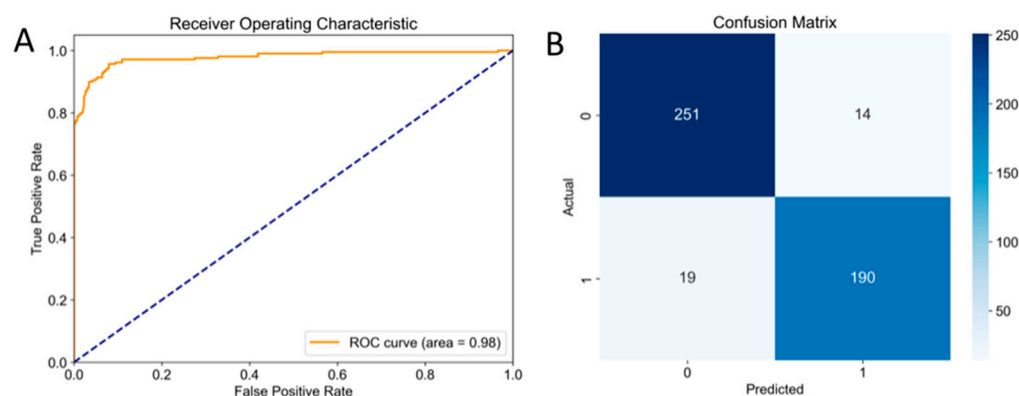 A
Receiver Operating Characteristic
True Positive Rate
1.0
0.8
0.6
0.4
0.2
0.0
0.0 0.2 0.4 0.6 0.8 1.0
False Positive Rate
ROC curve (area = 0.98)
B
Confusion Matrix
Actual
0
1
251 14
19 190
0 1
Predicted
250
200
150
100
50